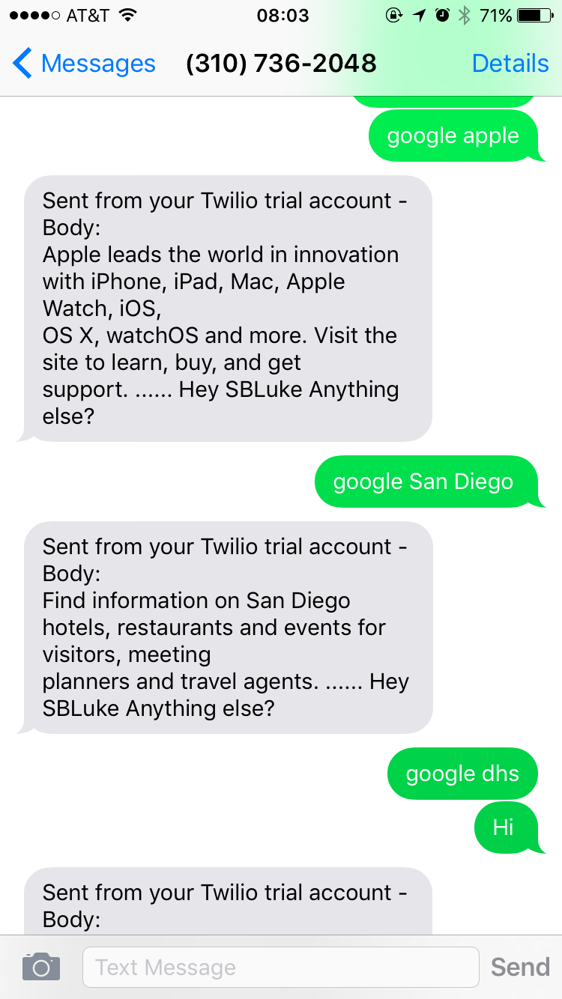 AT&T 08:03 71%
Messages (310) 736-2048 Details
google apple
Sent from your Twilio trial account -
Body:
Apple leads the world in innovation
with iPhone, iPad, Mac, Apple
Watch, iOS,
OS X, watchOS and more. Visit the
site to learn, buy, and get
support. ...... Hey SBLuke Anything
else?
google San Diego
Sent from your Twilio trial account -
Body:
Find information on San Diego
hotels, restaurants and events for
visitors, meeting
planners and travel agents. ...... Hey
SBLuke Anything else?
google dhs
Hi
Sent from your Twilio trial account -
Body:
Text Message Send